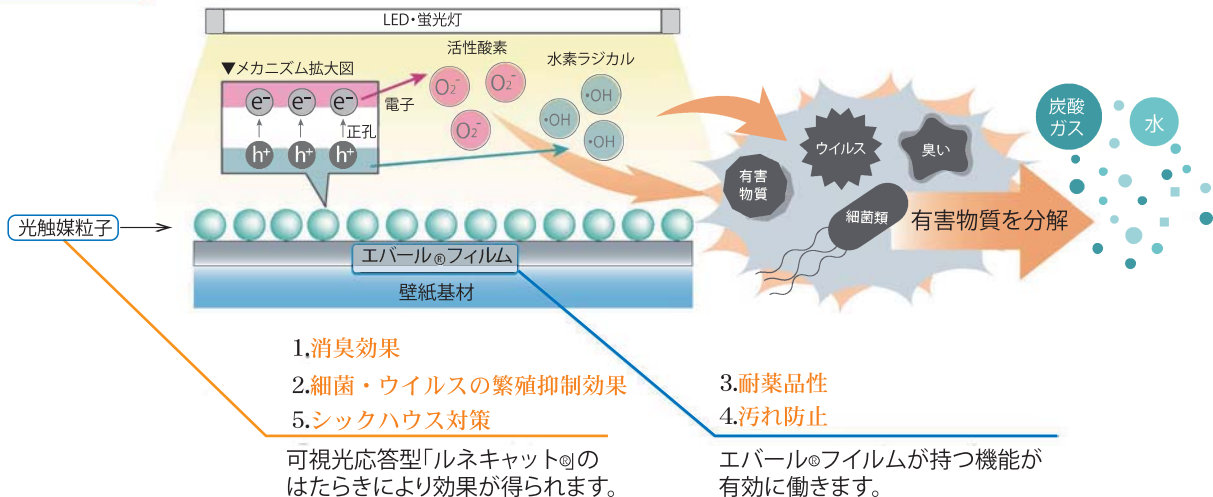 LED・蛍光灯
▼メカニズム拡大図
e⁻ e⁻ e⁻
電子
正孔
h⁺ h⁺ h⁺
活性酸素
O₂⁻
O₂⁻
O₂⁻
水素ラジカル
・OH
・OH
・OH
有害
物質
ウイルス
臭い
細菌類
有害物質を分解
炭酸
ガス
水
光触媒粒子
エバール®フィルム
壁紙基材
1.消臭効果
2.細菌・ウイルスの繁殖抑制効果
5.シックハウス対策
可視光応答型「ルネキャット®」の
はたらきにより効果が得られます。
3.耐薬品性
4.汚れ防止
エバール®フイルムが持つ機能が
有効に働きます。